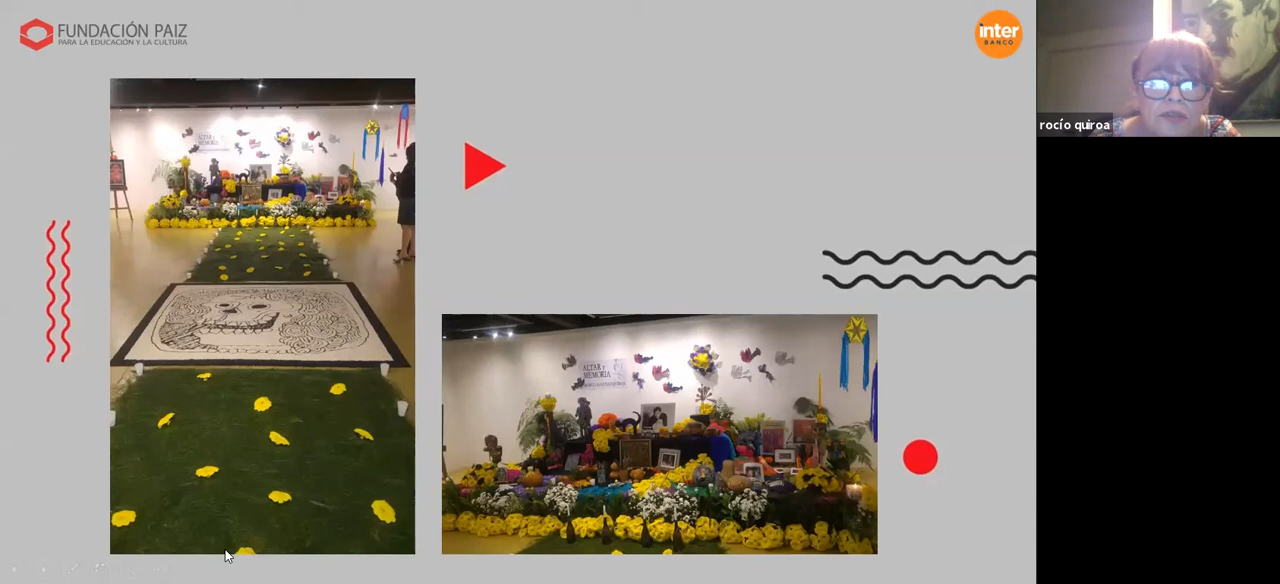 FUNDACIÓN PAIZ
PARA LA EDUCACIÓN Y LA CULTURA
inter
BANCO
rocío quiroa
ALTAR Y
MEMORIA
ALTAR Y
MEMORIA